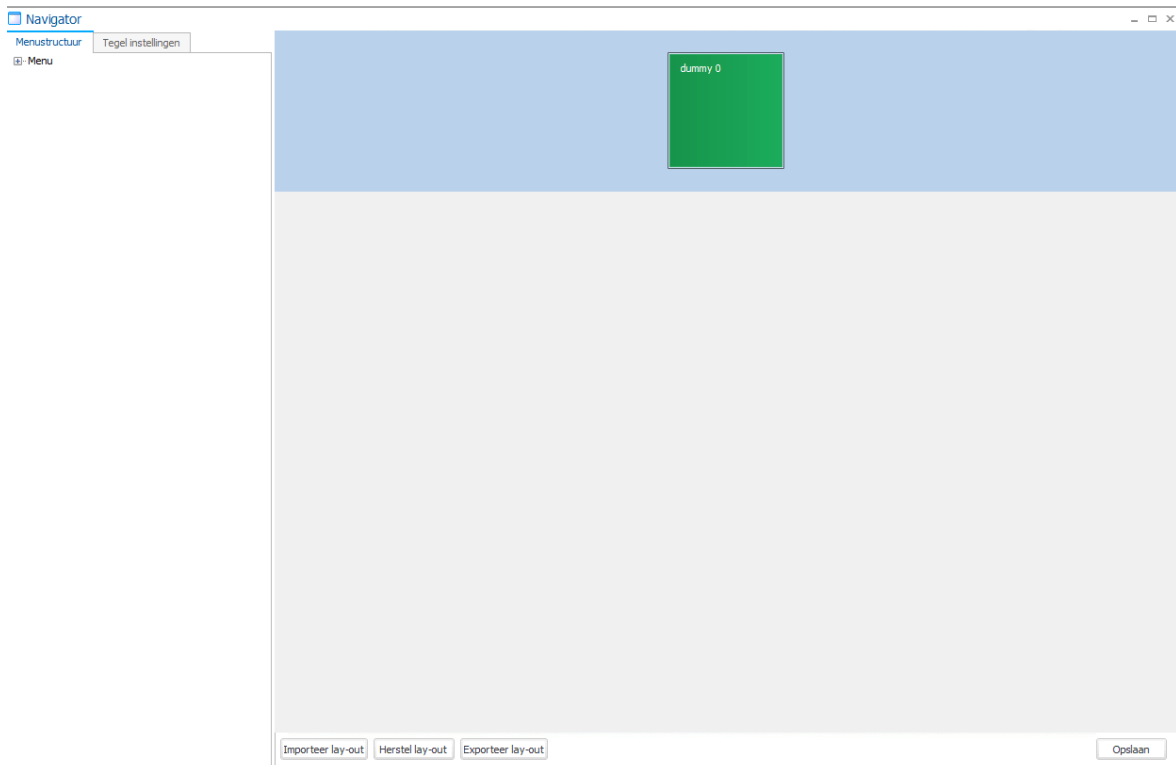 Navigator
Menustructuur Tegel instellingen
Menu
dummy 0
Importeer lay-out Herstel lay-out Exporteer lay-out Opslaan